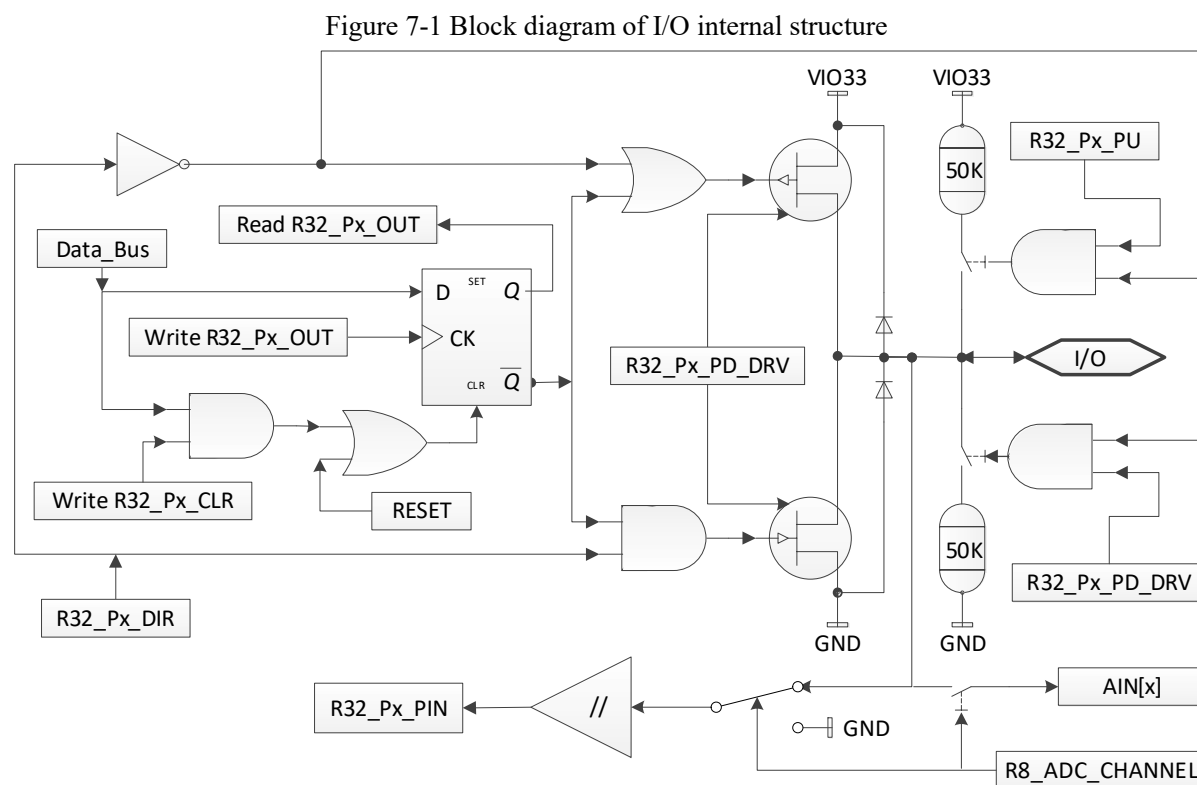 Figure 7-1 Block diagram of I/O internal structure
VIO33
VIO33
R32_Px_PU
50K
Read R32_Px_OUT
Data_Bus
D
SET
Q
Write R32_Px_OUT
CK
R32_Px_PD_DRV
I/O
CLR
Q
Write R32_Px_CLR
RESET
50K
R32_Px_PD_DRV
R32_Px_DIR
GND
GND
R32_Px_PIN
//
AIN[x]
GND
R8_ADC_CHANNEL